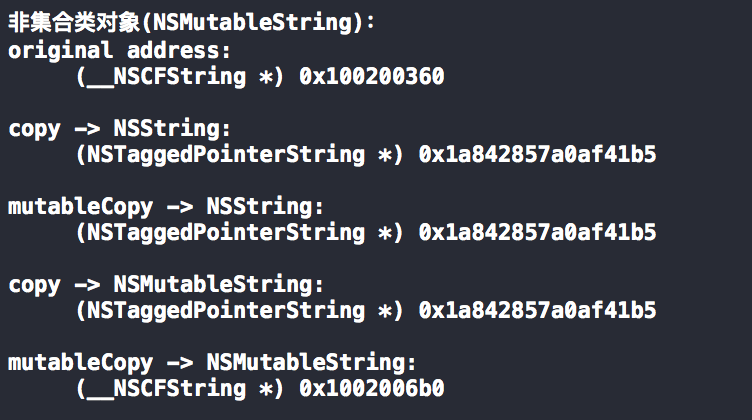 非集合类对象(NSMutableString):
original address:
(__NSCFString *) 0x100200360
copy -> NSString:
(NSTaggedPointerString *) 0x1a842857a0af41b5
mutableCopy -> NSString:
(NSTaggedPointerString *) 0x1a842857a0af41b5
copy -> NSMutableString:
(NSTaggedPointerString *) 0x1a842857a0af41b5
mutableCopy -> NSMutableString:
(__NSCFString *) 0x1002006b0